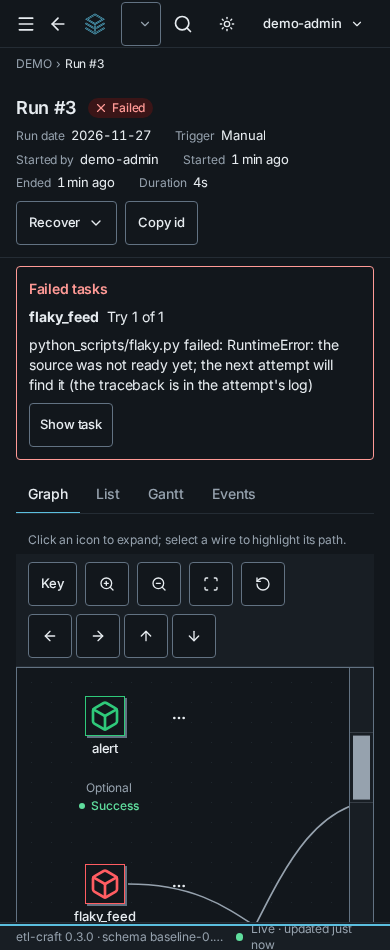 demo-admin
DEMO › Run #3
Run #3 Failed
Run date 2026-11-27 Trigger Manual
Started by demo-admin Started 1 min ago
Ended 1 min ago Duration 4s
Recover Copy id
Failed tasks
flaky_feed Try 1 of 1
python_scripts/flaky.py failed: RuntimeError: the
source was not ready yet; the next attempt will
find it (the traceback is in the attempt's log)
Show task
Graph List Gantt Events
Click an icon to expand; select a wire to highlight its path.
Key
alert
Optional
Success
flaky_feed
etl-craft 0.3.0 · schema baseline-0.... Live · updated just
now